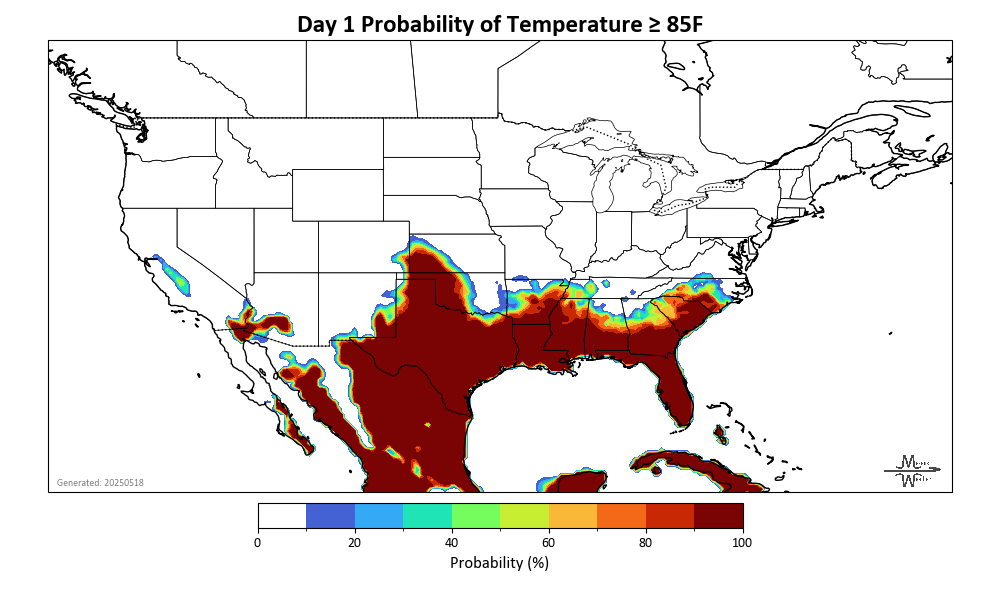 Day 1 Probability of Temperature ≥ 85F
Generated: 20250518
0 20 40 60 80 100
Probability (%)